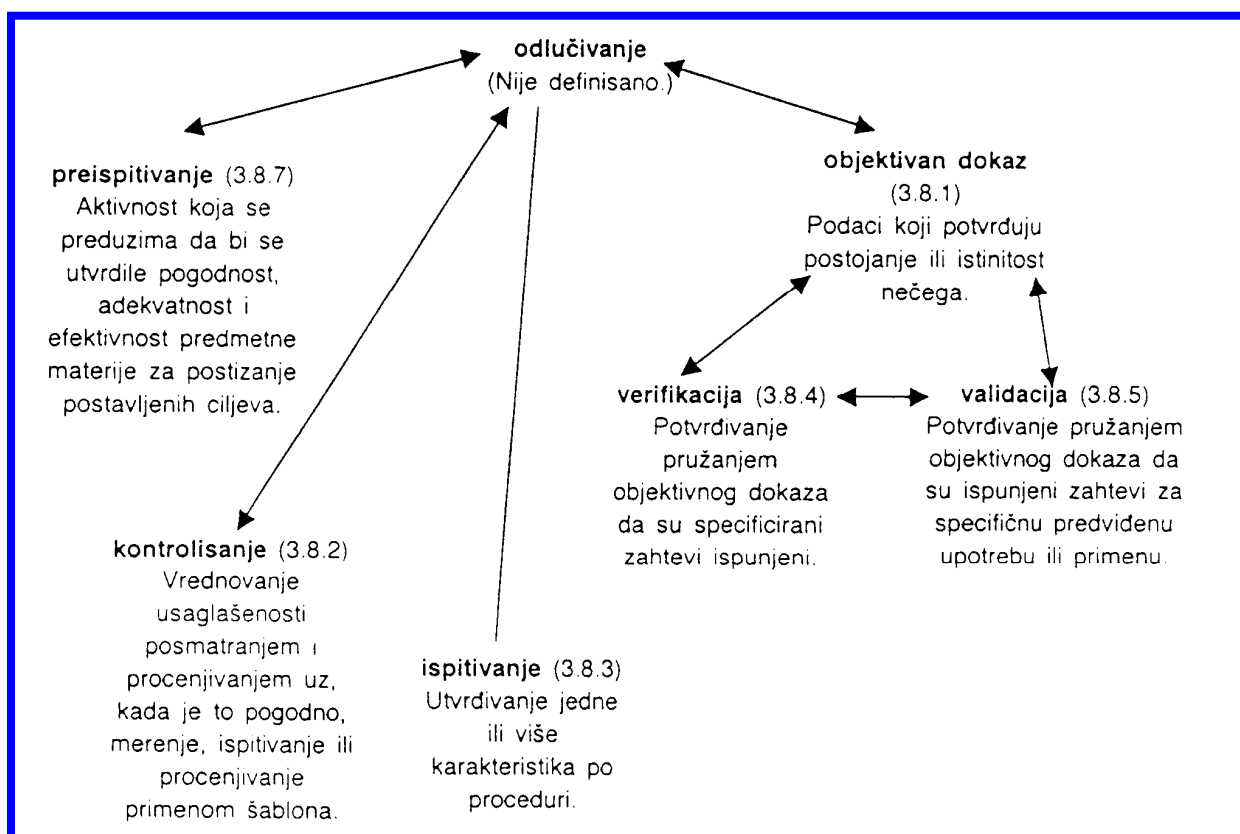 odlučivanje
(Nije definisano.)
preispitivanje (3.8.7)
Aktivnost koja se
preduzima da bi se
utvrdile pogodnost,
adekvatnost i
efektivnost predmetne
materije za postizanje
postavljenih ciljeva.
objektivan dokaz
(3.8.1)
Podaci koji potvrđuju
postojanje ili istinitost
nečega.
verifikacija (3.8.4)
Potvrđivanje
pružanjem
objektivnog dokaza
da su specificirani
zahtevi ispunjeni.
validacija (3.8.5)
Potvrđivanje pružanjem
objektivnog dokaza da
su ispunjeni zahtevi za
specifičnu predviđenu
upotrebu ili primenu.
kontrolisanje (3.8.2)
Vrednovanje
usaglašenosti
posmatranjem i
procenjivanjem uz,
kada je to pogodno,
merenje, ispitivanje ili
procenjivanje
primenom šablona.
ispitivanje (3.8.3)
Utvrđivanje jedne
ili više
karakteristika po
proceduri.